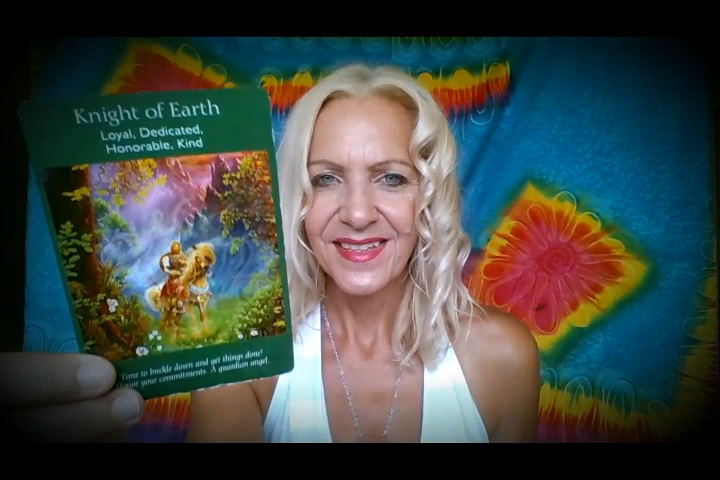 Knight of Earth
Loyal, Dedicated,
Honorable, Kind
Time to buckle down and get things done!
your commitments. A guardian angel.